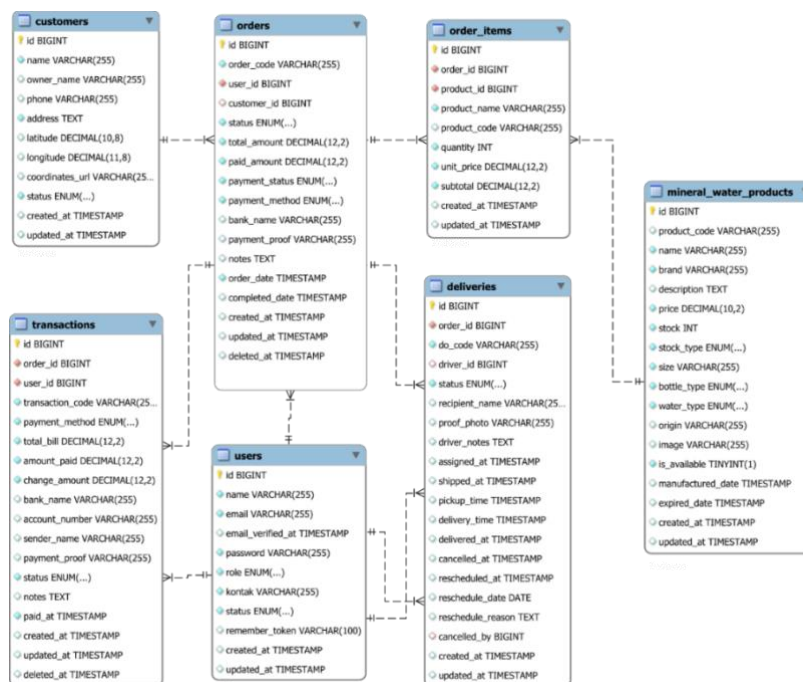 customers
id BIGINT
name VARCHAR(255)
owner_name VARCHAR(255)
phone VARCHAR(255)
address TEXT
latitude DECIMAL(10,8)
longitude DECIMAL(11,8)
coordinates_url VARCHAR(25...
status ENUM(...)
created_at TIMESTAMP
updated_at TIMESTAMP
orders
id BIGINT
order_code VARCHAR(255)
user_id BIGINT
customer_id BIGINT
status ENUM(...)
total_amount DECIMAL(12,2)
paid_amount DECIMAL(12,2)
payment_status ENUM(...)
payment_method ENUM(...)
bank_name VARCHAR(255)
payment_proof VARCHAR(255)
notes TEXT
order_date TIMESTAMP
completed_date TIMESTAMP
created_at TIMESTAMP
updated_at TIMESTAMP
deleted_at TIMESTAMP
order_items
id BIGINT
order_id BIGINT
product_id BIGINT
product_name VARCHAR(255)
product_code VARCHAR(255)
quantity INT
unit_price DECIMAL(12,2)
subtotal DECIMAL(12,2)
created_at TIMESTAMP
updated_at TIMESTAMP
mineral_water_products
id BIGINT
product_code VARCHAR(255)
name VARCHAR(255)
brand VARCHAR(255)
description TEXT
price DECIMAL(10,2)
stock INT
stock_type ENUM(...)
size VARCHAR(255)
bottle_type ENUM(...)
water_type ENUM(...)
origin VARCHAR(255)
image VARCHAR(255)
is_available TINYINT(1)
manufactured_date TIMESTAMP
expired_date TIMESTAMP
created_at TIMESTAMP
updated_at TIMESTAMP
transactions
id BIGINT
order_id BIGINT
user_id BIGINT
transaction_code VARCHAR(25...
payment_method ENUM(...)
total_bill DECIMAL(12,2)
amount_paid DECIMAL(12,2)
change_amount DECIMAL(12,2)
bank_name VARCHAR(255)
account_number VARCHAR(255)
sender_name VARCHAR(255)
payment_proof VARCHAR(255)
status ENUM(...)
notes TEXT
paid_at TIMESTAMP
created_at TIMESTAMP
updated_at TIMESTAMP
deleted_at TIMESTAMP
users
id BIGINT
name VARCHAR(255)
email VARCHAR(255)
email_verified_at TIMESTAMP
password VARCHAR(255)
role ENUM(...)
kontak VARCHAR(255)
status ENUM(...)
remember_token VARCHAR(100)
created_at TIMESTAMP
updated_at TIMESTAMP
deliveries
id BIGINT
order_id BIGINT
do_code VARCHAR(255)
driver_id BIGINT
status ENUM(...)
recipient_name VARCHAR(25...
proof_photo VARCHAR(255)
driver_notes TEXT
assigned_at TIMESTAMP
shipped_at TIMESTAMP
pickup_time TIMESTAMP
delivery_time TIMESTAMP
delivered_at TIMESTAMP
cancelled_at TIMESTAMP
rescheduled_at TIMESTAMP
reschedule_date DATE
reschedule_reason TEXT
cancelled_by BIGINT
created_at TIMESTAMP
updated_at TIMESTAMP